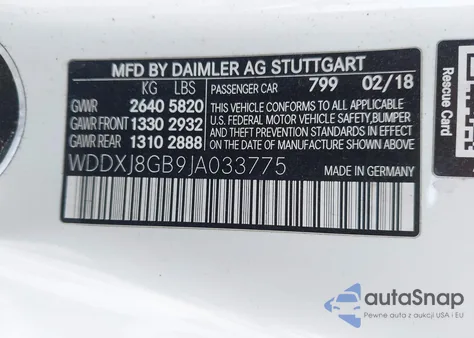 MFD BY DAIMLER AG STUTTGART
KG LBS PASSENGER CAR 799 02/18
GVWR 2640 5820 THIS VEHICLE CONFORMS TO ALL APPLICABLE
GAWR FRONT 1330 2932 U.S. FEDERAL MOTOR VEHICLE SAFETY, BUMPER
GAWR REAR 1310 2888 AND THEFT PREVENTION STANDARDS IN EFFECT
ON THE DATE OF MANUFACTURE SHOWN ABOVE.
WDDXJ8GB9JA033775
MADE IN GERMANY
Rescue Card
autoSnap
Pewne auta z aukcji USA i EU